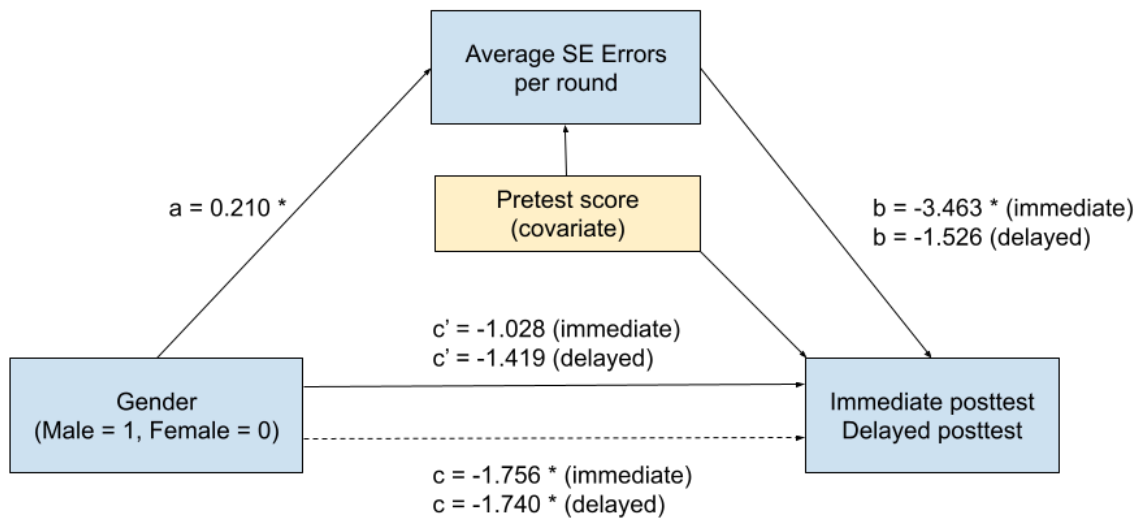 Average SE Errors
per round
Pretest score
(covariate)
a = 0.210 *
b = -3.463 * (immediate)
b = -1.526 (delayed)
c’ = -1.028 (immediate)
c’ = -1.419 (delayed)
Gender
(Male = 1, Female = 0)
Immediate posttest
Delayed posttest
c = -1.756 * (immediate)
c = -1.740 * (delayed)